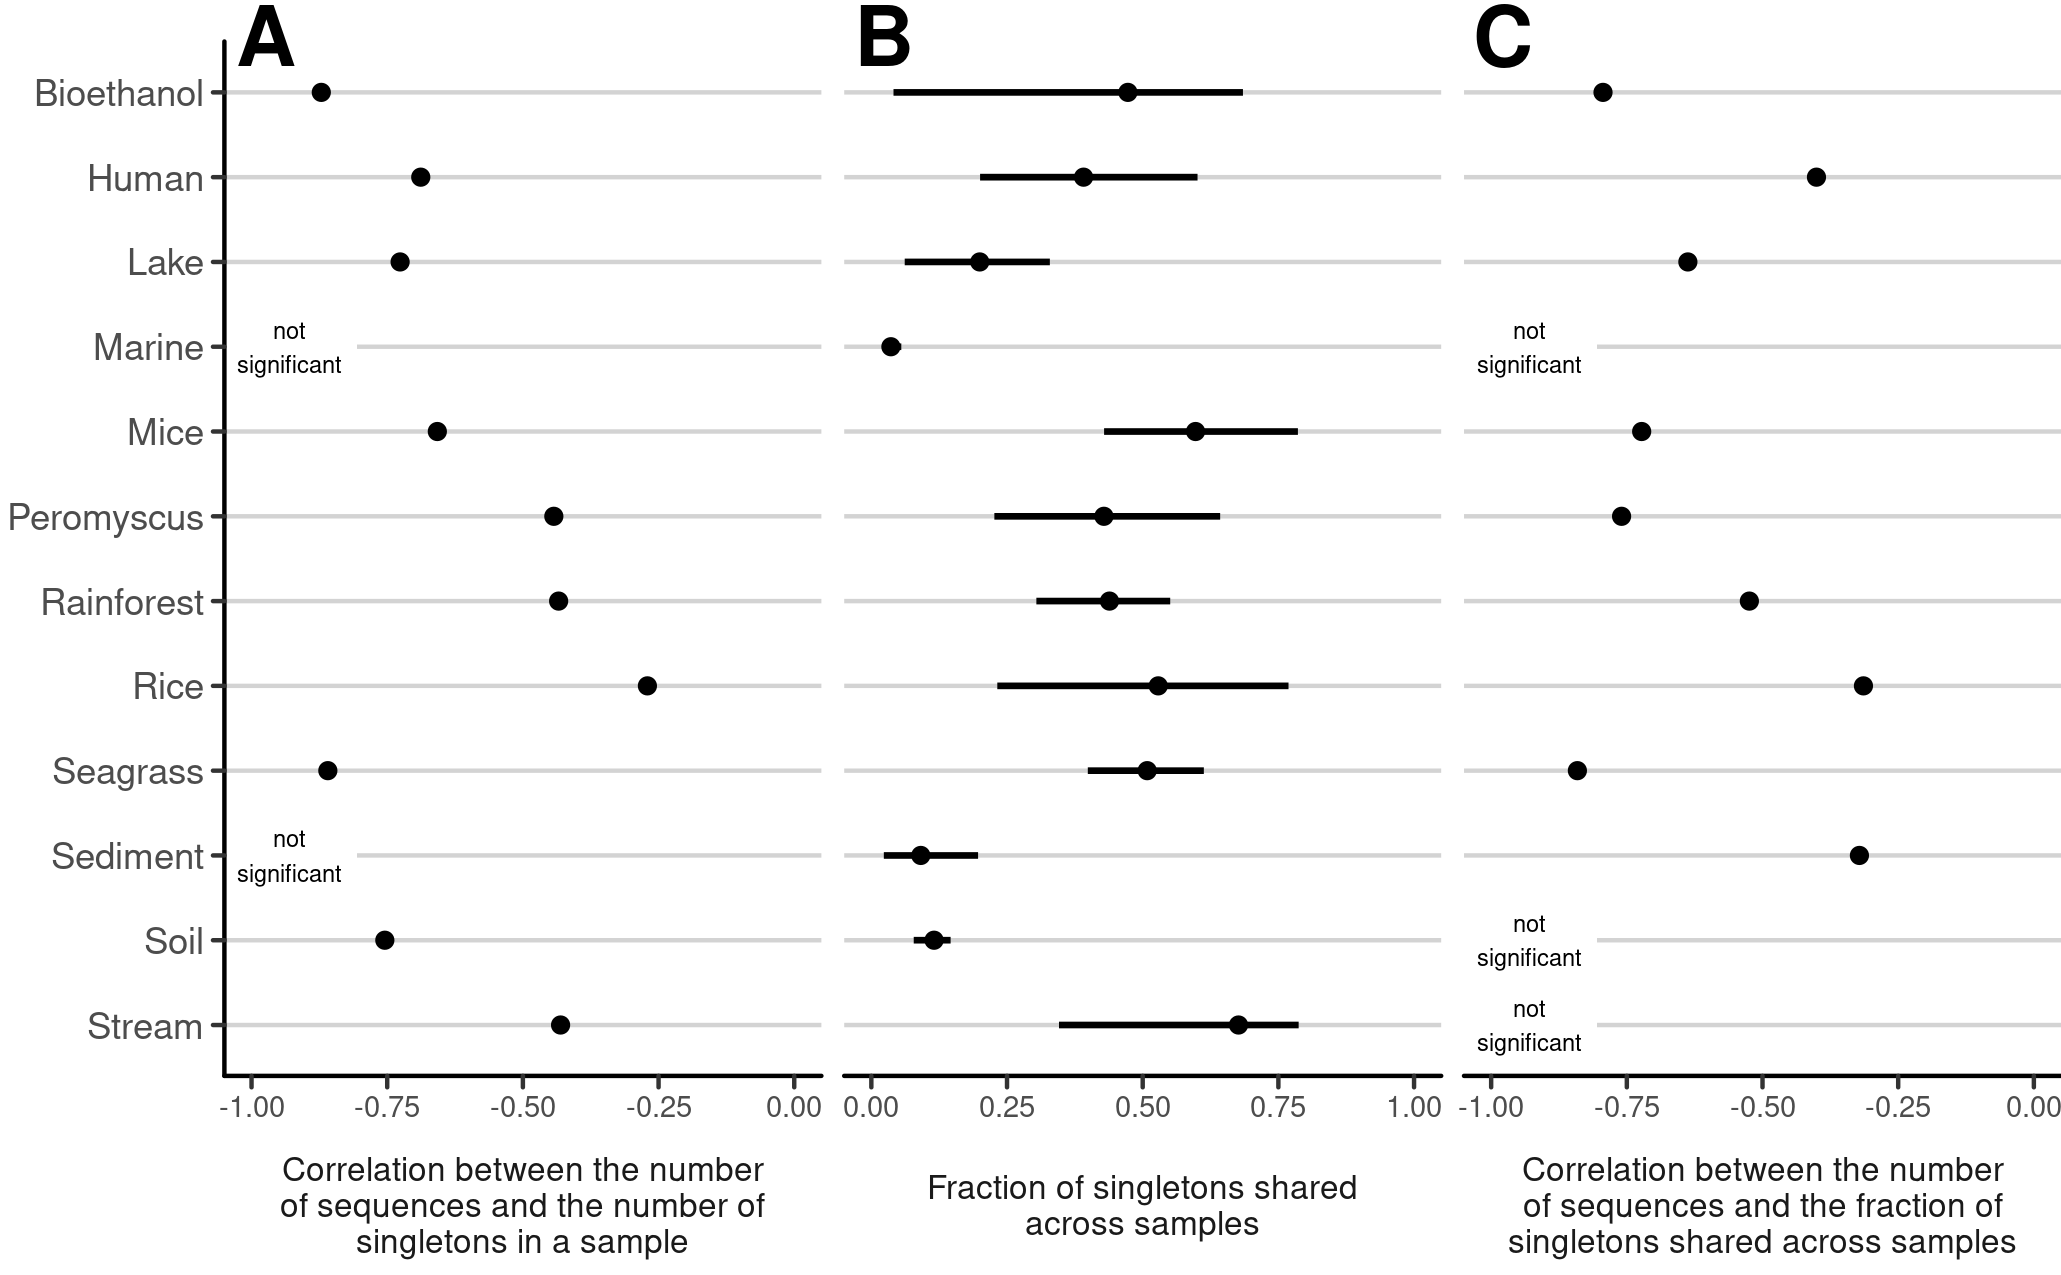 A
B
C
Bioethanol
Human
Lake
Marine
not
significant
not
significant
Mice
Peromyscus
Rainforest
Rice
Seagrass
Sediment
not
significant
Soil
not
significant
Stream
not
significant
-1.00 -0.75 -0.50 -0.25 0.00
0.00 0.25 0.50 0.75 1.00
-1.00 -0.75 -0.50 -0.25 0.00
Correlation between the number
of sequences and the number of
singletons in a sample
Fraction of singletons shared
across samples
Correlation between the number
of sequences and the fraction of
singletons shared across samples